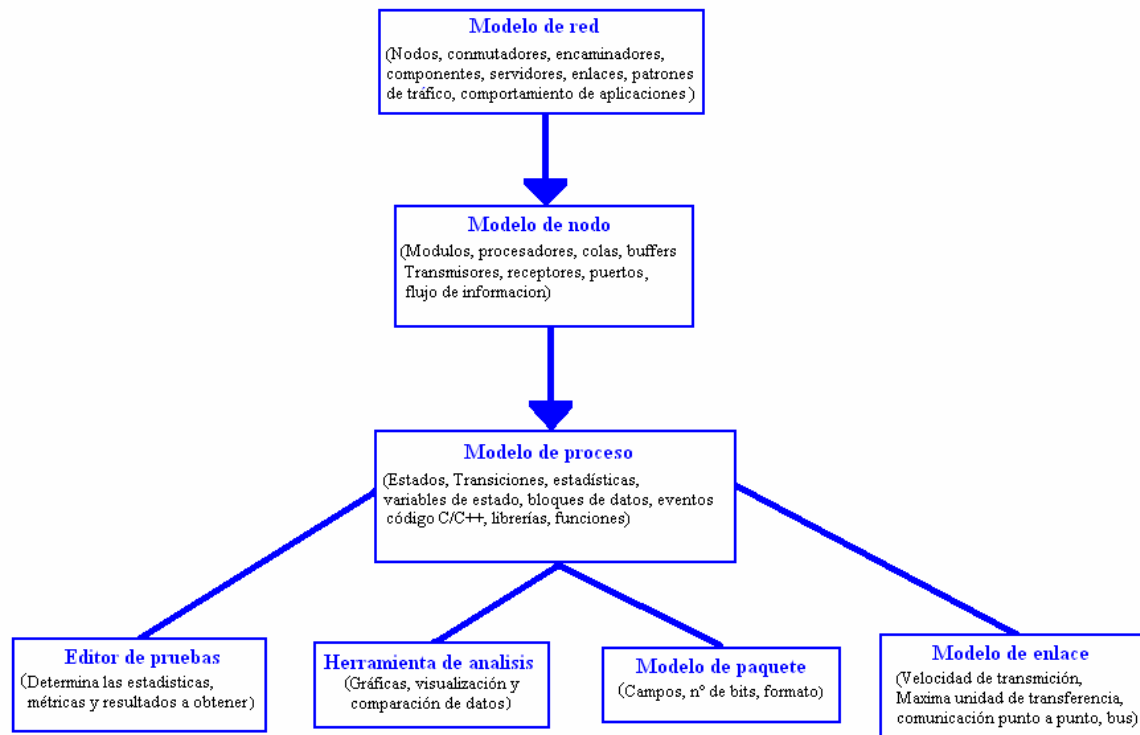 Modelo de red
(Nodos, conmutadores, encaminadores,
componentes, servidores, enlaces, patrones
de tráfico, comportamiento de aplicaciones)
Modelo de nodo
(Modulos, procesadores, colas, buffers
Transmisores, receptores, puertos,
flujo de informacion)
Modelo de proceso
(Estados, Transiciones, estadísticas,
variables de estado, bloques de datos, eventos
código C/C++, librerías, funciones)
Editor de pruebas
(Determina las estadisticas,
métricas y resultados a obtener)
Herramienta de analisis
(Gráficas, visualización y
comparación de datos)
Modelo de paquete
(Campos, nº de bits, formato)
Modelo de enlace
(Velocidad de transmición,
Maxima unidad de transferencia,
comunicación punto a punto, bus)